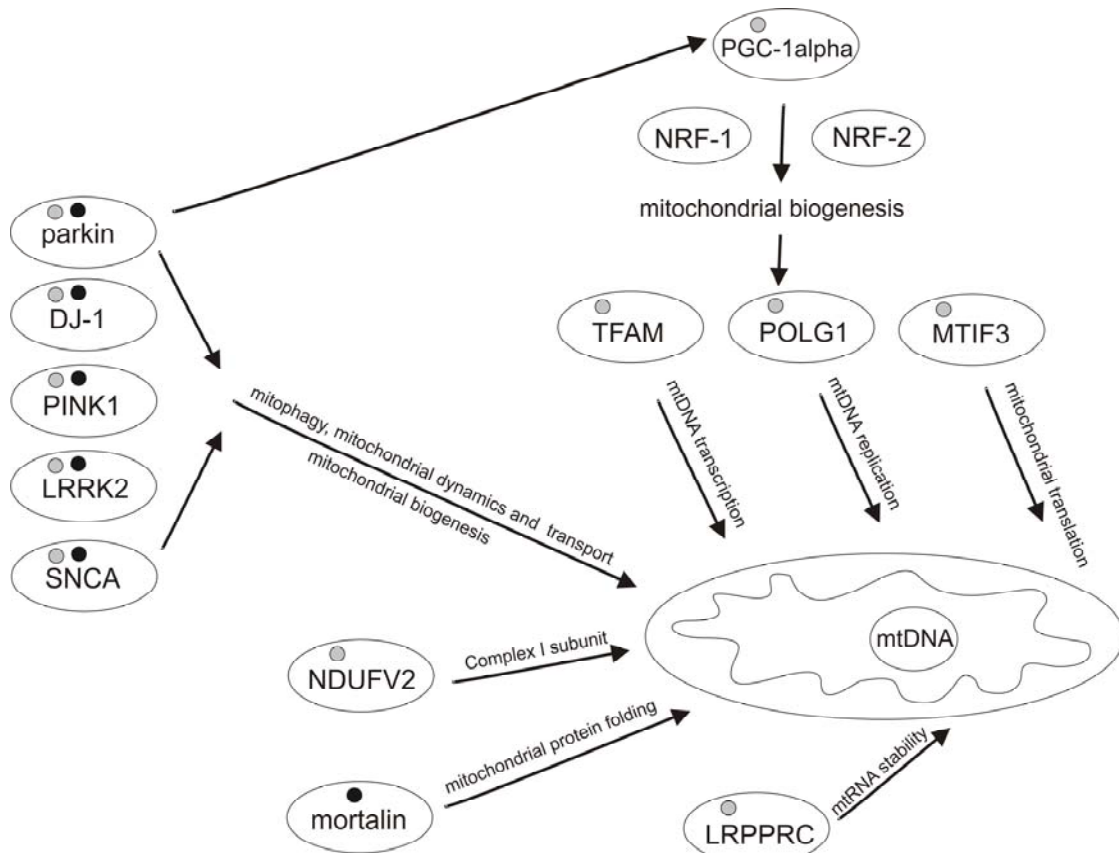 PGC-1alpha
NRF-1
NRF-2
mitochondrial biogenesis
parkin
DJ-1
PINK1
LRRK2
SNCA
TFAM
POLG1
MTIF3
mtDNA transcription
mtDNA replication
mitochondrial translation
mitophagy, mitochondrial dynamics and transport
mitochondrial biogenesis
mtDNA
NDUFV2
Complex I subunit
mortalin
mitochondrial protein folding
LRPPRC
mtRNA stability